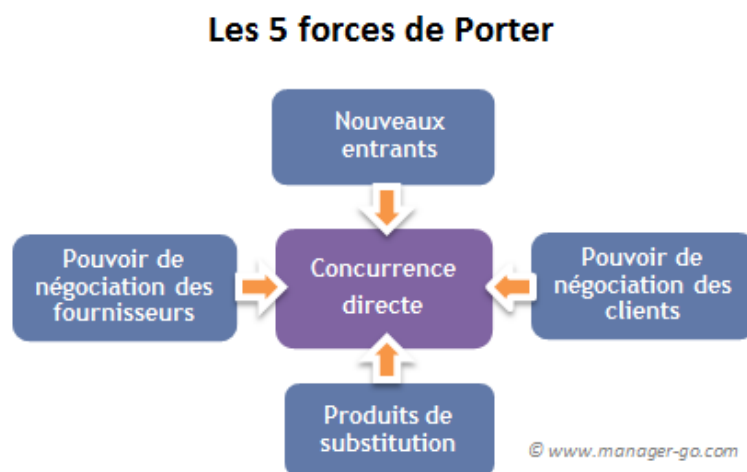 Les 5 forces de Porter
Nouveaux
entrants
Pouvoir de
négociation des
fournisseurs
Concurrence
directe
Pouvoir de
négociation des
clients
Produits de
substitution
© www.manager-go.com